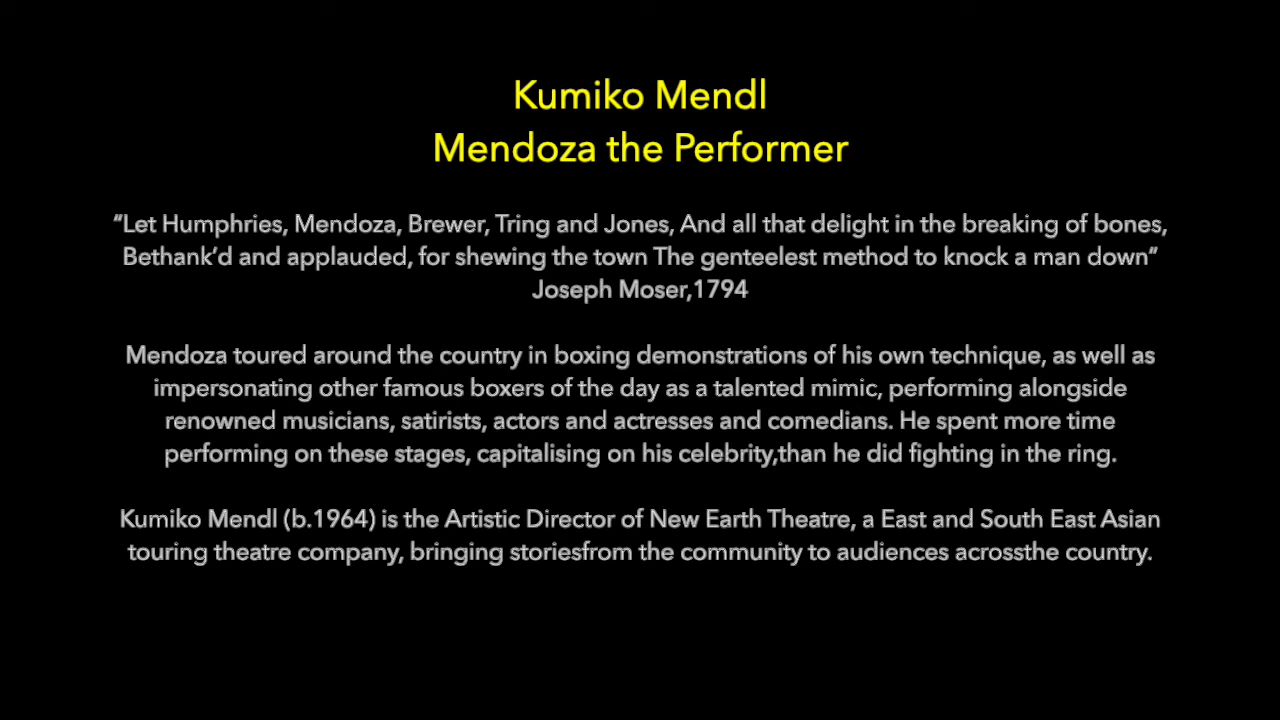 Kumiko Mendl
Mendoza the Performer
“Let Humphries, Mendoza, Brewer, Tring and Jones, And all that delight in the breaking of bones,
Bethank’d and applauded, for shewing the town The genteelest method to knock a man down”
Joseph Moser,1794
Mendoza toured around the country in boxing demonstrations of his own technique, as well as
impersonating other famous boxers of the day as a talented mimic, performing alongside
renowned musicians, satirists, actors and actresses and comedians. He spent more time
performing on these stages, capitalising on his celebrity,than he did fighting in the ring.
Kumiko Mendl (b.1964) is the Artistic Director of New Earth Theatre, a East and South East Asian
touring theatre company, bringing storiesfrom the community to audiences acrossthe country.